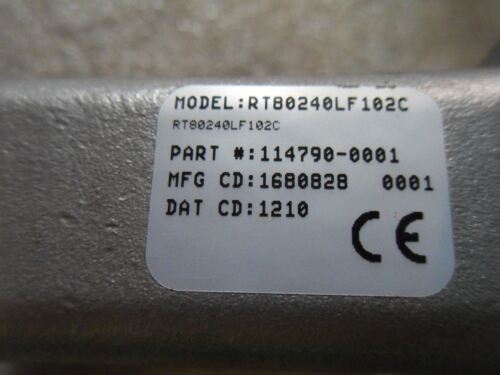 MODEL:RT80240LF102C
RT80240LF102C
PART #:114790-0001
MFG CD:1680828 0001
DAT CD:1210
CE